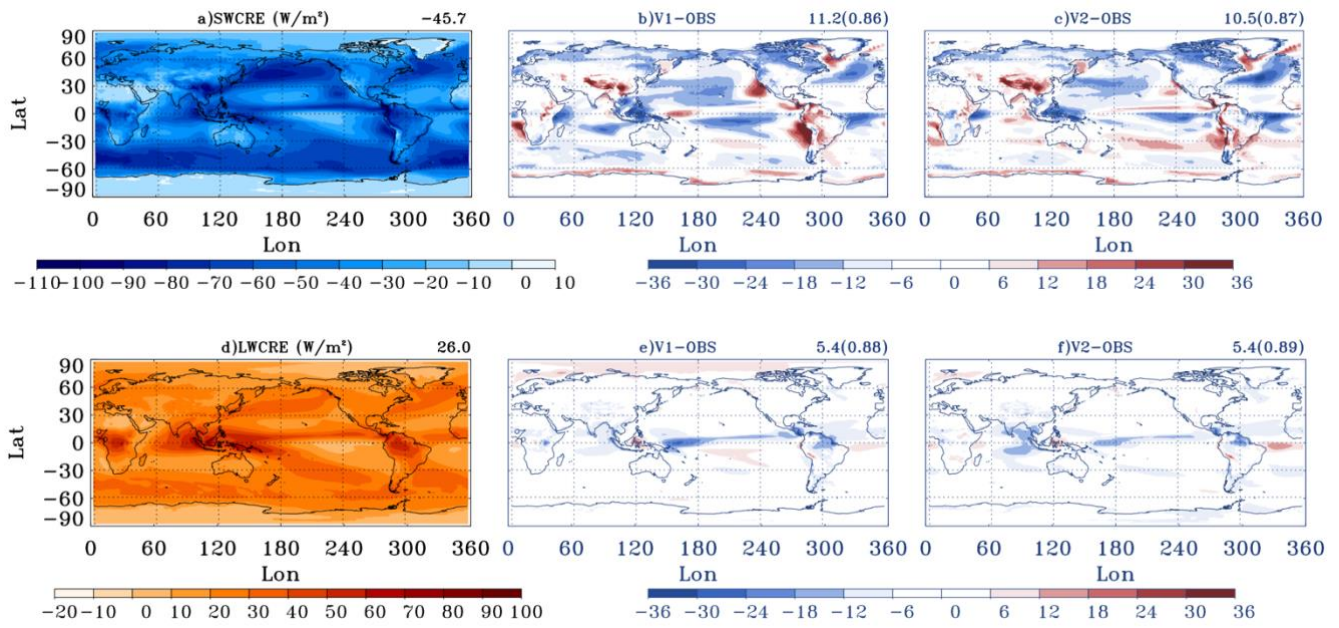 a)SWCRE (W/m²) −45.7 b)V1−OBS 11.2(0.86) c)V2−OBS 10.5(0.87)
90
60
30
0
−30
−60
−90
Lat
0 60 120 180 240 300 360 0 60 120 180 240 300 360 0 60 120 180 240 300 360
Lon Lon Lon
−110 −100 −90 −80 −70 −60 −50 −40 −30 −20 −10 0 10 −36 −30 −24 −18 −12 −6 0 6 12 18 24 30 36
d)LWCRE (W/m²) 26.0 e)V1−OBS 5.4(0.88) f)V2−OBS 5.4(0.89)
90
60
30
0
−30
−60
−90
Lat
0 60 120 180 240 300 360 0 60 120 180 240 300 360 0 60 120 180 240 300 360
Lon Lon Lon
−20 −10 0 10 20 30 40 50 60 70 80 90 100 −36 −30 −24 −18 −12 −6 0 6 12 18 24 30 36